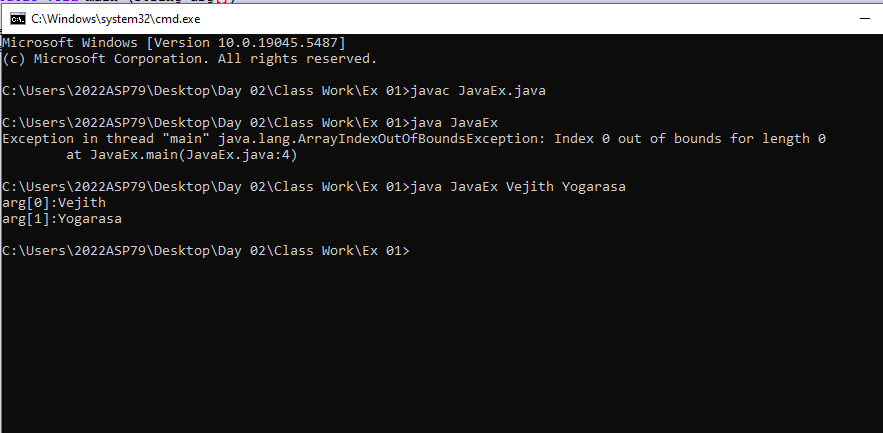 C:\Windows\system32\cmd.exe
Microsoft Windows [Version 10.0.19045.5487]
(c) Microsoft Corporation. All rights reserved.
C:\Users\2022ASP79\Desktop\Day 02\Class Work\Ex 01>javac JavaEx.java
C:\Users\2022ASP79\Desktop\Day 02\Class Work\Ex 01>java JavaEx
Exception in thread "main" java.lang.ArrayIndexOutOfBoundsException: Index 0 out of bounds for length 0
        at JavaEx.main(JavaEx.java:4)
C:\Users\2022ASP79\Desktop\Day 02\Class Work\Ex 01>java JavaEx Vejith Yogarasa
arg[0]:Vejith
arg[1]:Yogarasa
C:\Users\2022ASP79\Desktop\Day 02\Class Work\Ex 01>